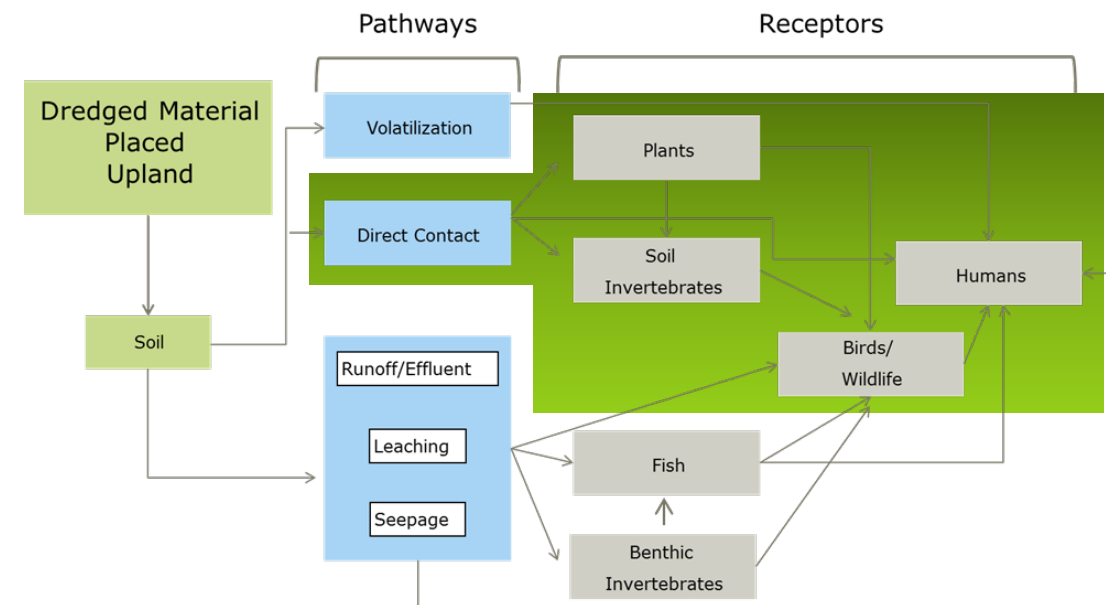 Pathways
Receptors
Dredged Material
Placed
Upland
Volatilization
Plants
Direct Contact
Soil
Invertebrates
Humans
Soil
Runoff/Effluent
Birds/
Wildlife
Leaching
Fish
Seepage
Benthic
Invertebrates